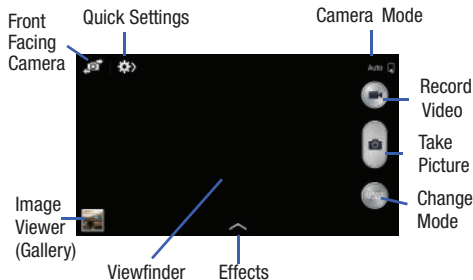 Front
Facing
Camera
Quick Settings
Camera Mode
Auto
Record
Video
Take
Picture
MODE
Change
Mode
Image
Viewer
(Gallery)
Viewfinder
Effects